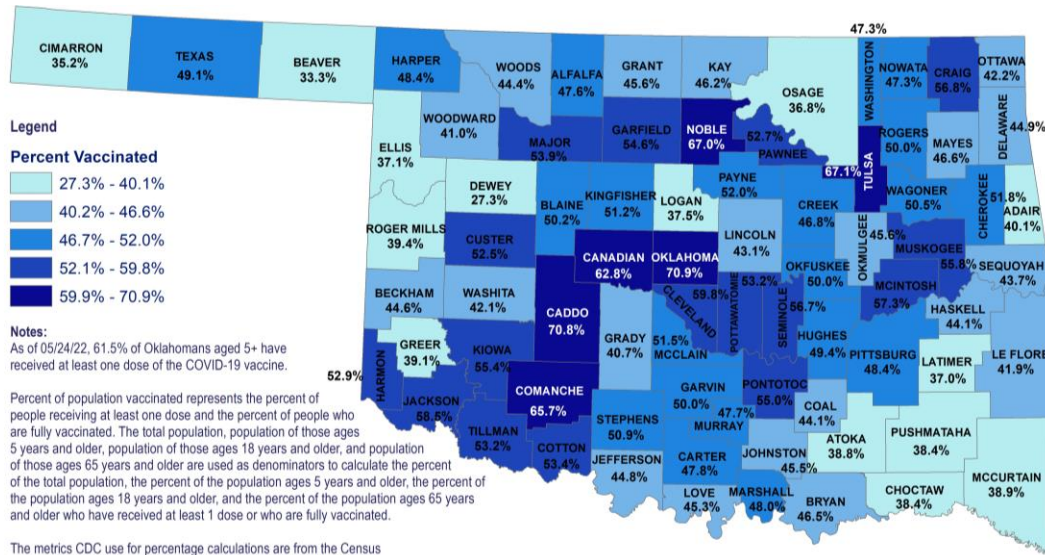 47.3%
CIMARRON
35.2%
TEXAS
49.1%
BEAVER
33.3%
HARPER
48.4%
WOODS
44.4%
ALFALFA
47.6%
GRANT
45.6%
KAY
46.2%
OSAGE
36.8%
WASHINGTON
NOWATA
47.3%
CRAIG
56.8%
OTTAWA
42.2%
DELAWARE
44.9%
WOODWARD
41.0%
MAJOR
53.9%
GARFIELD
54.6%
NOBLE
67.0%
52.7%
PAWNEE
ROGERS
50.0%
MAYES
46.6%
Legend
Percent Vaccinated
27.3% - 40.1%
40.2% - 46.6%
46.7% - 52.0%
52.1% - 59.8%
59.9% - 70.9%
ELLIS
37.1%
DEWEY
27.3%
BLAINE
50.2%
KINGFISHER
51.2%
LOGAN
37.5%
PAYNE
52.0%
67.1%
TULSA
CREEK
46.8%
WAGONER
50.5%
CHEROKEE
51.8%
ADAIR
40.1%
ROGER MILLS
39.4%
CUSTER
52.5%
CANADIAN
62.8%
OKLAHOMA
70.9%
LINCOLN
43.1%
OKMULGEE
45.6%
MUSKOGEE
55.8%
SEQUOYAH
43.7%
BECKHAM
44.6%
WASHITA
42.1%
CADDO
70.8%
GRADY
40.7%
CLEVELAND
59.8%
POTTAWATOMIE
53.2%
SEMINOLE
56.7%
OKFUSKEE
50.0%
MCINTOSH
57.3%
HASKELL
44.1%
Notes:
As of 05/24/22, 61.5% of Oklahomans aged 5+ have
received at least one dose of the COVID-19 vaccine.
GREER
39.1%
KIOWA
55.4%
51.5%
MCCLAIN
HUGHES
49.4%
PITTSBURG
48.4%
LATIMER
37.0%
LE FLORE
41.9%
52.9%
HARMON
JACKSON
58.5%
COMANCHE
65.7%
GARVIN
50.0%
PONTOTOC
55.0%
COAL
44.1%
Percent of population vaccinated represents the percent of
people receiving at least one dose and the percent of people who
are fully vaccinated. The total population, population of those ages
5 years and older, population of those ages 18 years and older, and population
of those ages 65 years and older are used as denominators to calculate the percent
of the total population, the percent of the population ages 5 years and older, the percent of
the population ages 18 years and older, and the percent of the population ages 65 years
and older who have received at least 1 dose or who are fully vaccinated.
TILLMAN
53.2%
COTTON
53.4%
STEPHENS
50.9%
47.7%
MURRAY
ATOKA
38.8%
PUSHMATAHA
38.4%
MCCURTAIN
38.9%
JEFFERSON
44.8%
CARTER
47.8%
JOHNSTON
45.5%
LOVE
45.3%
MARSHALL
48.0%
BRYAN
46.5%
CHOCTAW
38.4%
The metrics CDC use for percentage calculations are from the Census